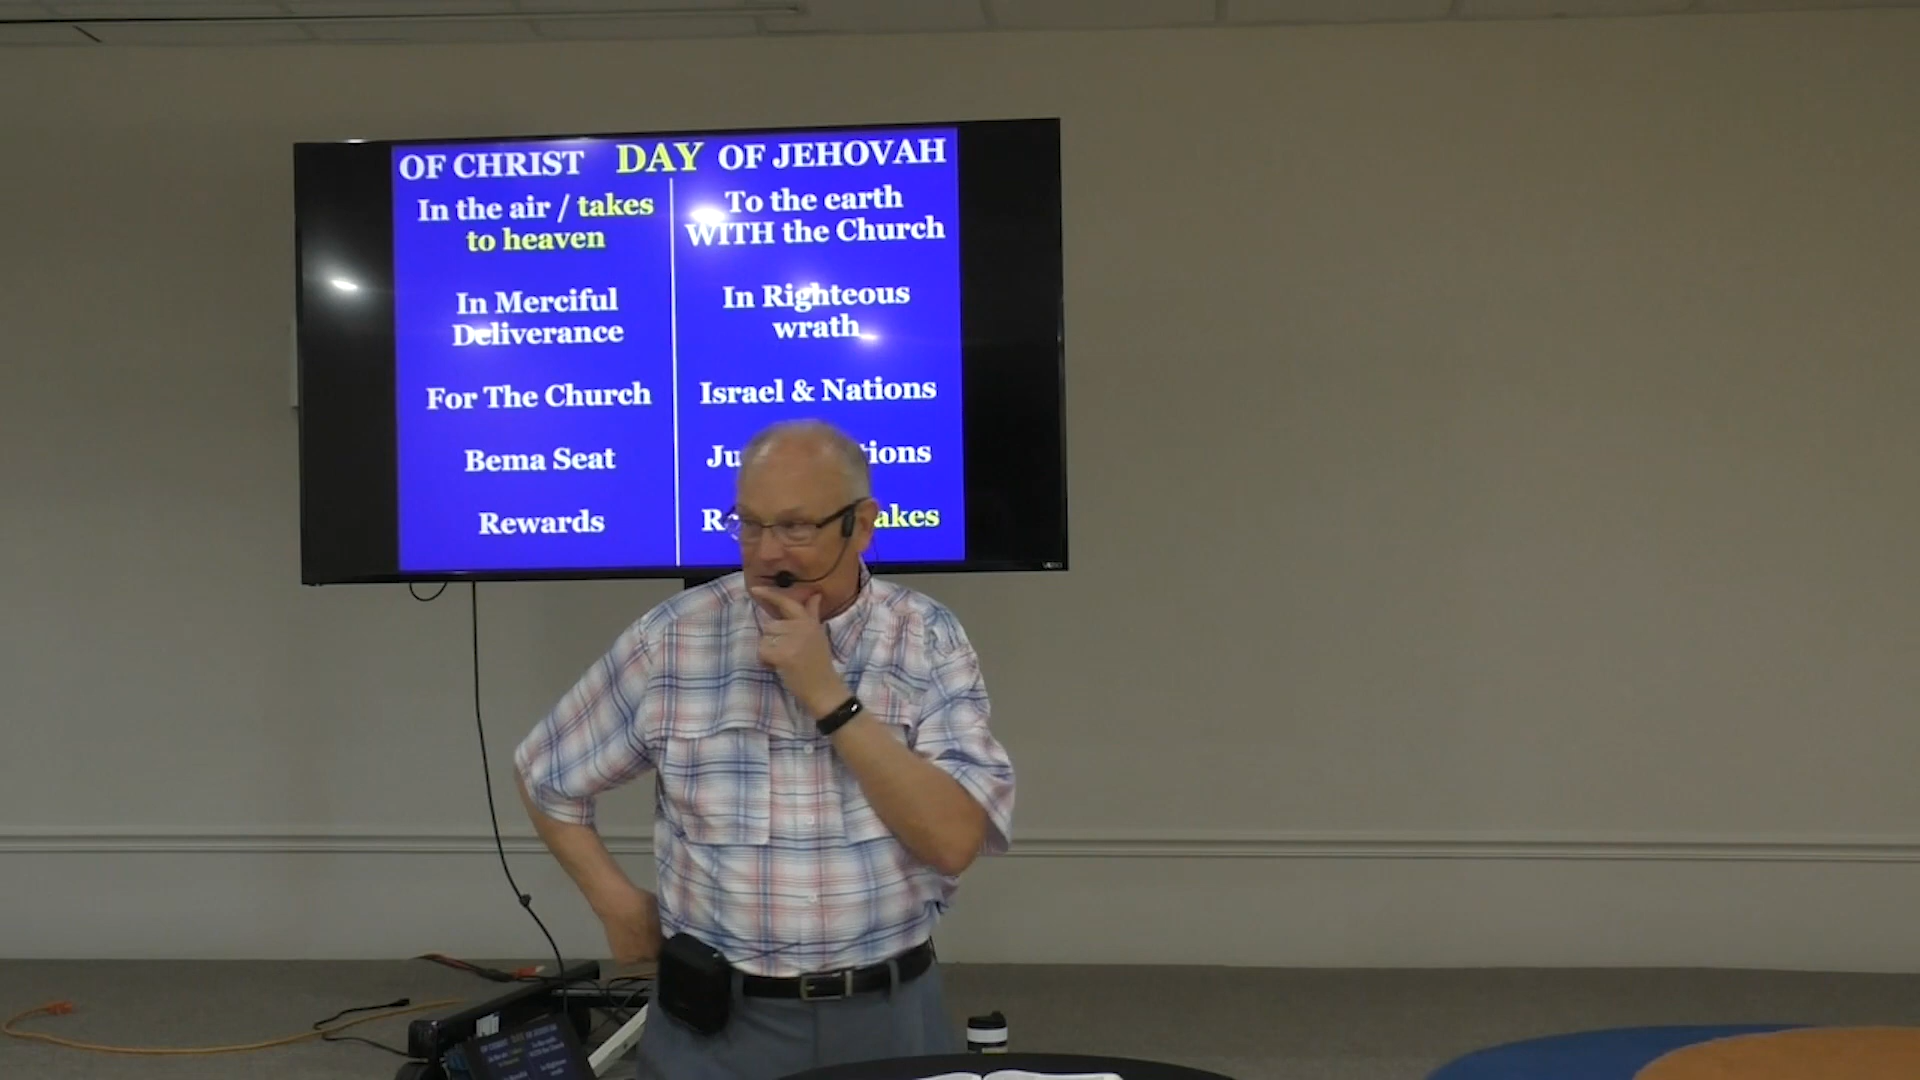 OF CHRIST DAY OF JEHOVAH
In the air / takes
to heaven
In Merciful
Deliverance
For The Church
Bema Seat
Rewards
To the earth
WITH the Church
In Righteous
wrath
Israel & Nations
VIZIO